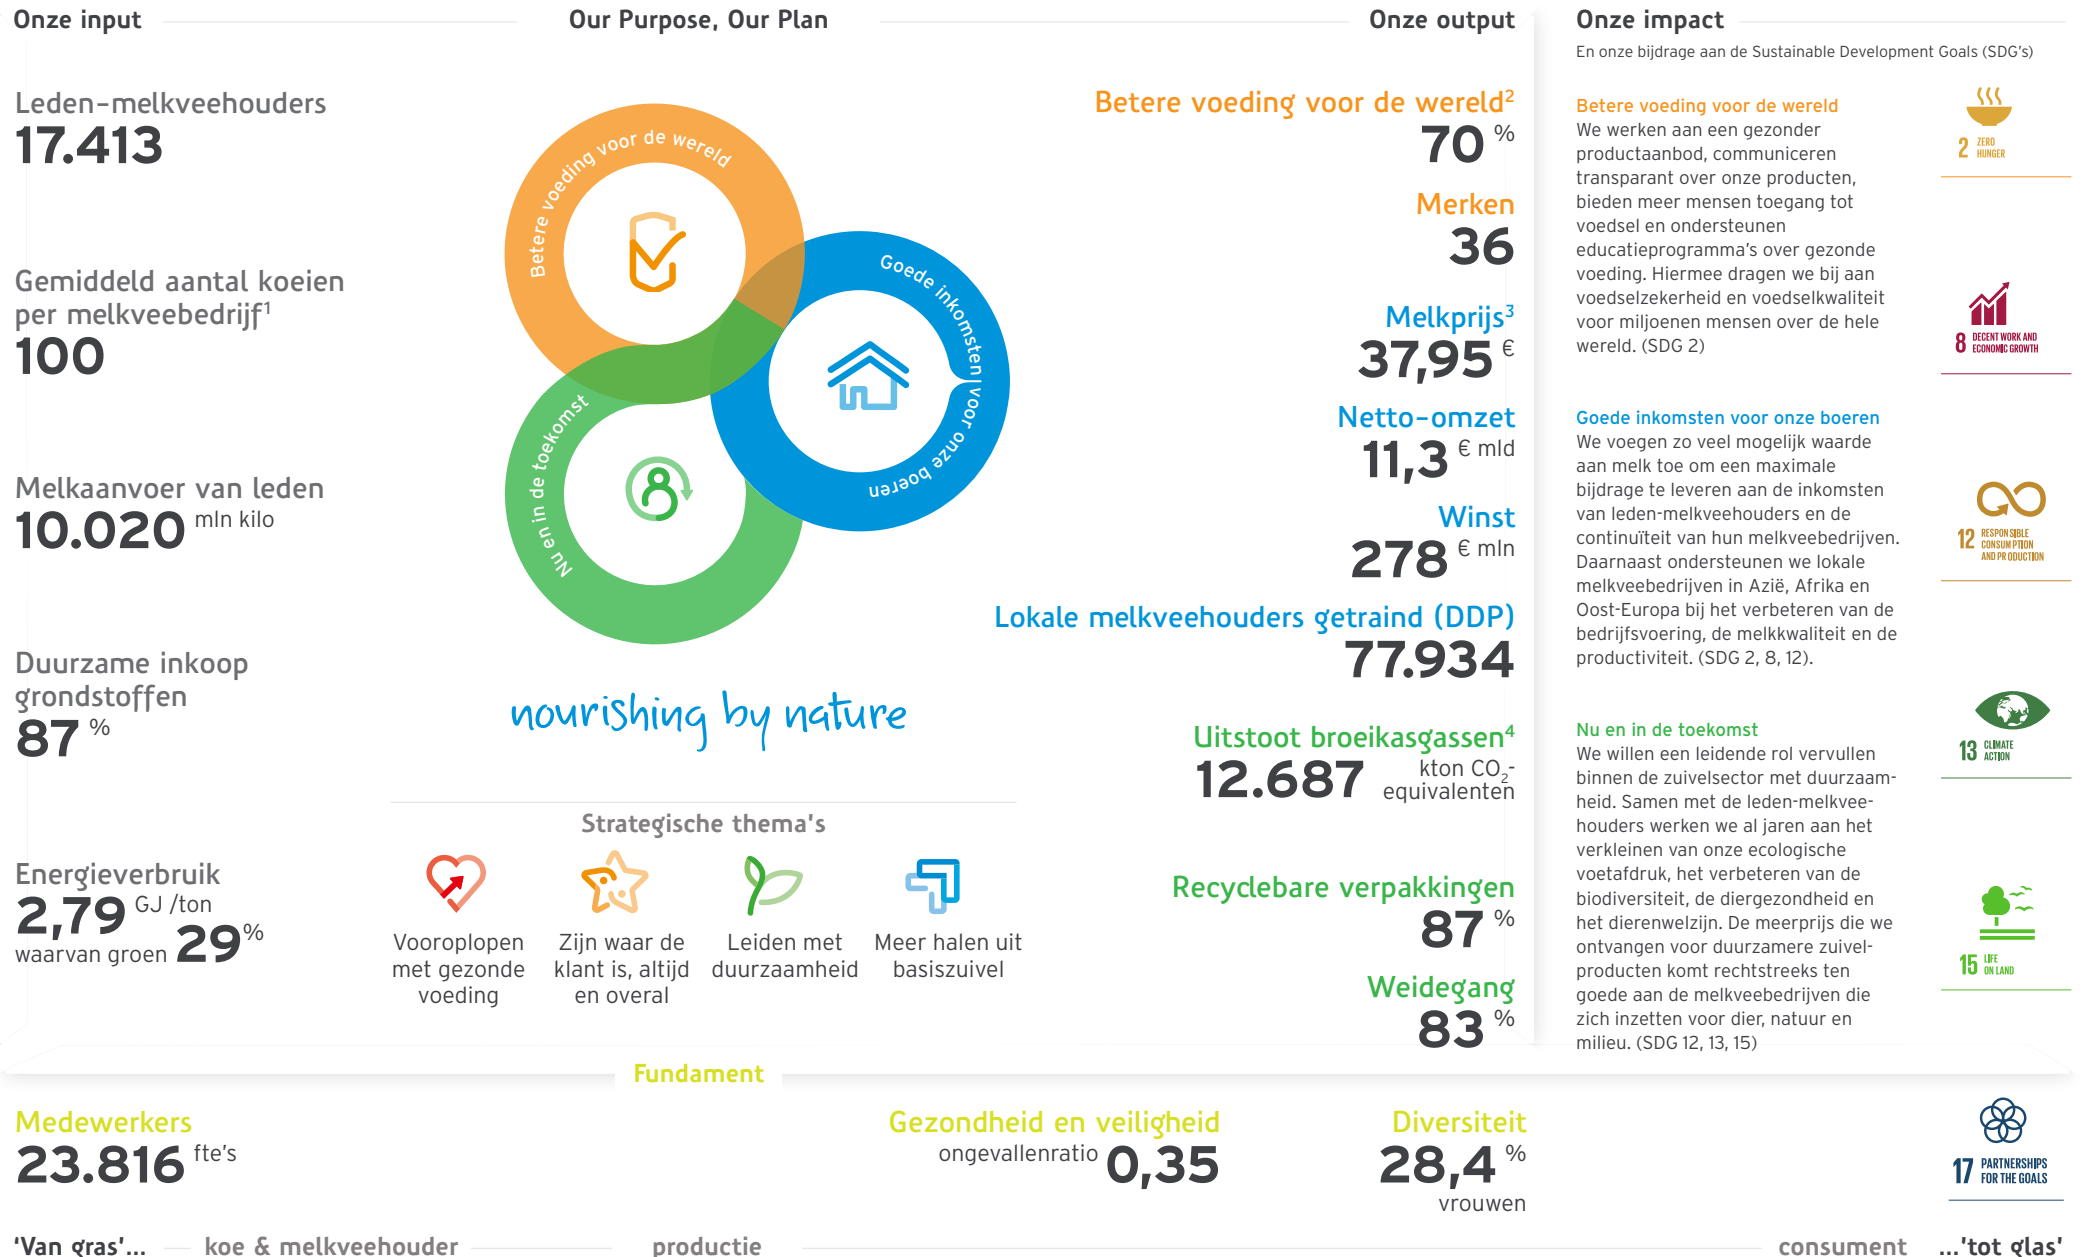 Onze input
Leden-melkveehouders
17.413
Gemiddeld aantal koeien
per melkveebedrijf¹
100
Melkaanvoer van leden
10.020 mln kilo
Duurzame inkoop
grondstoffen
87 %
Energieverbruik
2,79 GJ /ton
waarvan groen 29%
Our Purpose, Our Plan
Betere voeding voor de wereld
Goede inkomsten voor onze boeren
Nu en in de toekomst
nourishing by nature
Strategische thema's
Vooroplopen
met gezonde
voeding
Zijn waar de
klant is, altijd
en overal
Leiden met
duurzaamheid
Meer halen uit
basiszuivel
Onze output
Betere voeding voor de wereld²
70 %
Merken
36
Melkprijs³
37,95 €
Netto-omzet
11,3 € mld
Winst
278 € mln
Lokale melkveehouders getraind (DDP)
77.934
Uitstoot broeikasgassen⁴
12.687 kton CO₂-
equivalenten
Recyclebare verpakkingen
87 %
Weidegang
83 %
Onze impact
En onze bijdrage aan de Sustainable Development Goals (SDG's)
Betere voeding voor de wereld
We werken aan een gezonder
productaanbod, communiceren
transparant over onze producten,
bieden meer mensen toegang tot
voedsel en ondersteunen
educatieprogramma's over gezonde
voeding. Hiermee dragen we bij aan
voedselzekerheid en voedselkwaliteit
voor miljoenen mensen over de hele
wereld. (SDG 2)
Goede inkomsten voor onze boeren
We voegen zo veel mogelijk waarde
aan melk toe om een maximale
bijdrage te leveren aan de inkomsten
van leden-melkveehouders en de
continuïteit van hun melkveebedrijven.
Daarnaast ondersteunen we lokale
melkveebedrijven in Azië, Afrika en
Oost-Europa bij het verbeteren van de
bedrijfsvoering, de melkkwaliteit en de
productiviteit. (SDG 2, 8, 12).
Nu en in de toekomst
We willen een leidende rol vervullen
binnen de zuivelsector met duurzaam-
heid. Samen met de leden-melkvee-
houders werken we al jaren aan het
verkleinen van onze ecologische
voetafdruk, het verbeteren van de
biodiversiteit, de diergezondheid en
het dierenwelzijn. De meerprijs die we
ontvangen voor duurzamere zuivel-
producten komt rechtstreeks ten
goede aan de melkveebedrijven die
zich inzetten voor dier, natuur en
milieu. (SDG 12, 13, 15)
2 ZERO
HUNGER
8 DECENT WORK AND
ECONOMIC GROWTH
12 RESPONSIBLE
CONSUMPTION
AND PRODUCTION
13 CLIMATE
ACTION
15 LIFE
ON LAND
Fundament
Medewerkers
23.816 fte's
Gezondheid en veiligheid
ongevallenratio 0,35
Diversiteit
28,4 %
vrouwen
17 PARTNERSHIPS
FOR THE GOALS
'Van gras'... koe & melkveehouder productie consument ...'tot glas'